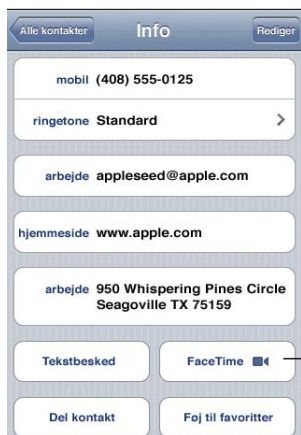 Alle kontakter
Info
Rediger
mobil (408) 555-0125
ringetone Standard
arbejde appleseed@apple.com
hjemmeside www.apple.com
arbejde 950 Whispering Pines Circle
Seagoville TX 75159
Tekstbesked
FaceTime
Del kontakt
Føj til favoritter